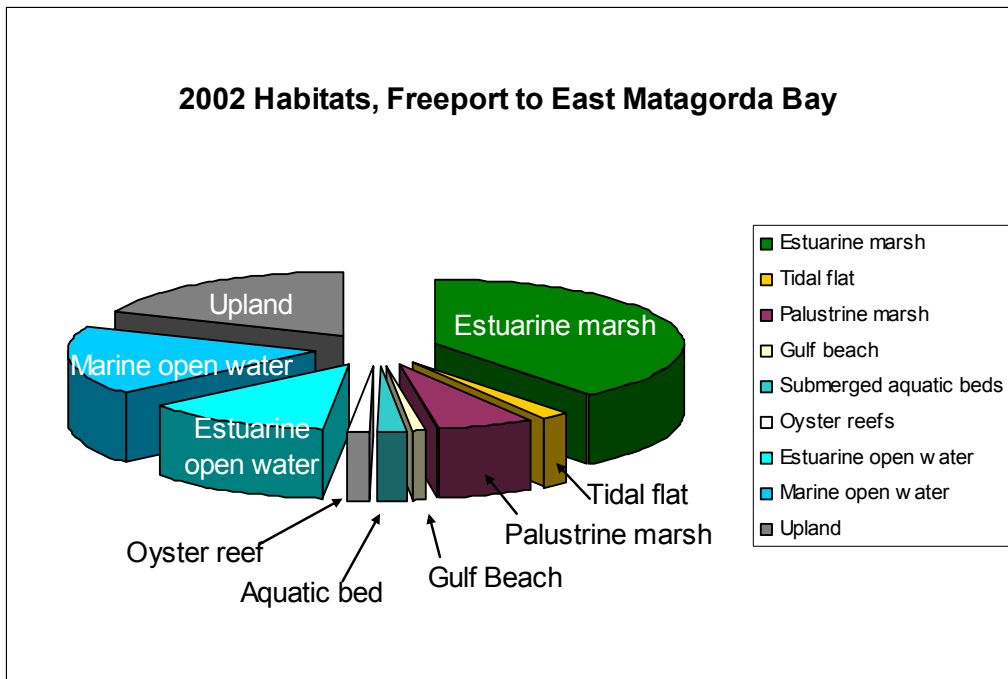 2002 Habitats, Freeport to East Matagorda Bay
Upland
Estuarine marsh
Marine open water
Estuarine
open water
Tidal flat
Palustrine marsh
Oyster reef
Gulf Beach
Aquatic bed
Estuarine marsh
Tidal flat
Palustrine marsh
Gulf beach
Submerged aquatic beds
Oyster reefs
Estuarine open water
Marine open water
Upland